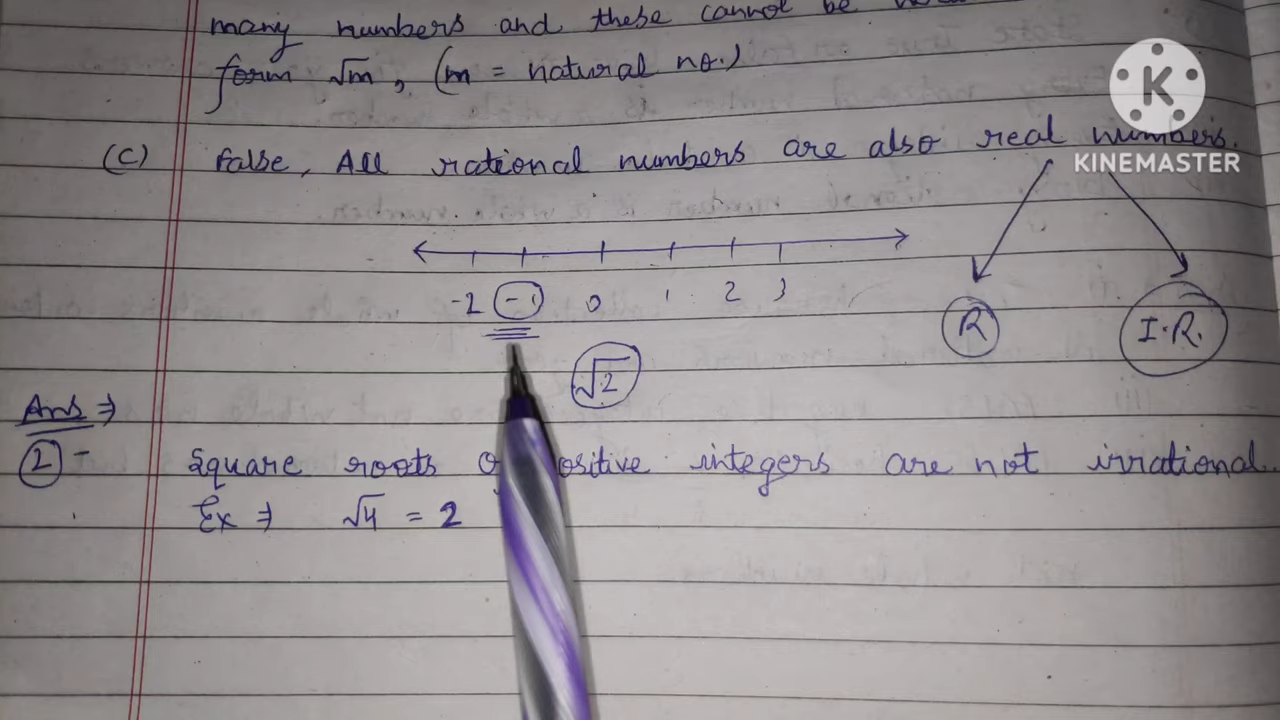 many numbers and these cannot be
form √m, (m = natural no.)
(C) False, All rational numbers are also real numbers.
K
KINEMASTER
-2 -1 0 1 2 3
R I.R.
√2
Ans ⇒
2 - Square roots positive integers are not irrational.
Ex ⇒ √4 = 2